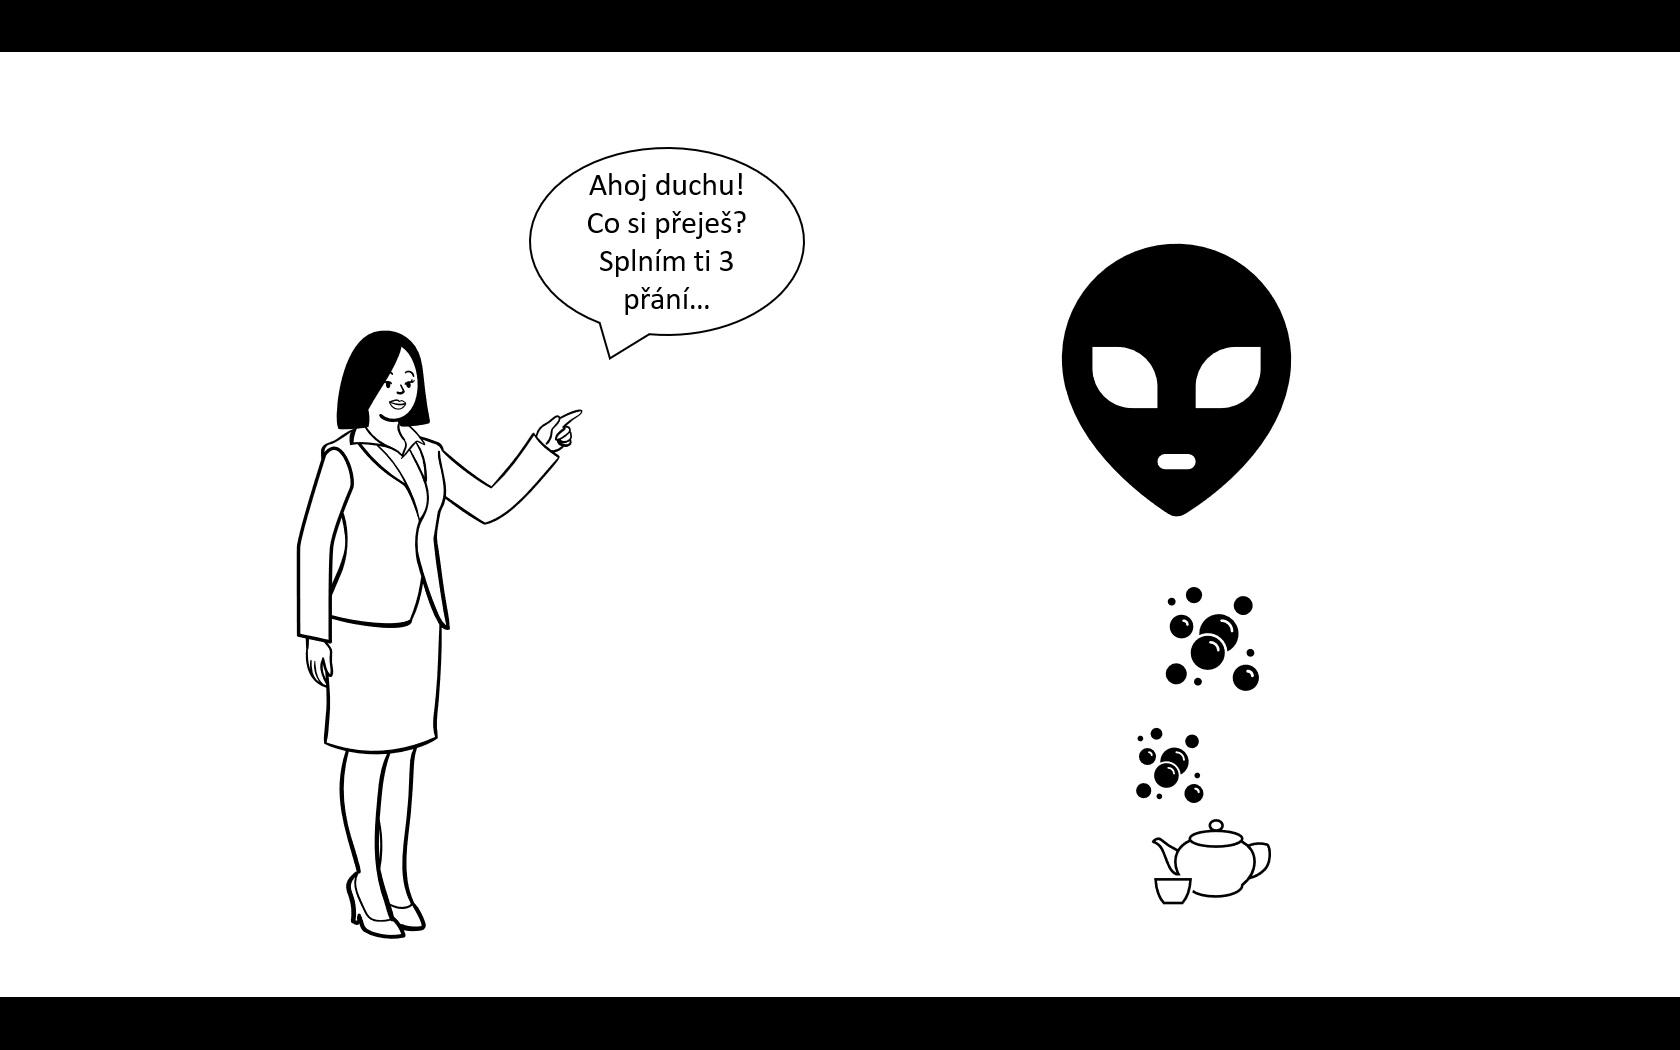 Ahoj duchu!
Co si přeješ?
Splním ti 3
přání...